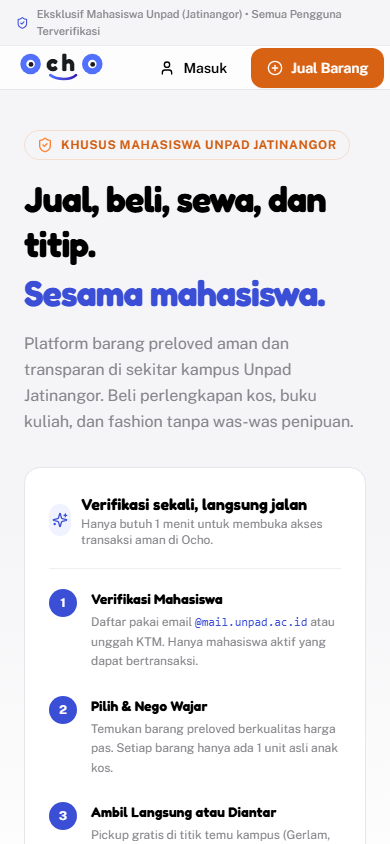 Eksklusif Mahasiswa Unpad (Jatinangor) • Semua Pengguna
Terverifikasi
Ocho
Masuk
Jual Barang
KHUSUS MAHASISWA UNPAD JATINANGOR
Jual, beli, sewa, dan
titip.
Sesama mahasiswa.
Platform barang preloved aman dan
transparan di sekitar kampus Unpad
Jatinangor. Beli perlengkapan kos, buku
kuliah, dan fashion tanpa was-was penipuan.
Verifikasi sekali, langsung jalan
Hanya butuh 1 menit untuk membuka akses
transaksi aman di Ocho.
1
Verifikasi Mahasiswa
Daftar pakai email @mail.unpad.ac.id atau
unggah KTM. Hanya mahasiswa aktif yang
dapat bertransaksi.
2
Pilih & Nego Wajar
Temukan barang preloved berkualitas harga
pas. Setiap barang hanya ada 1 unit asli anak
kos.
3
Ambil Langsung atau Diantar
Pickup gratis di titik temu kampus (Gerlam,